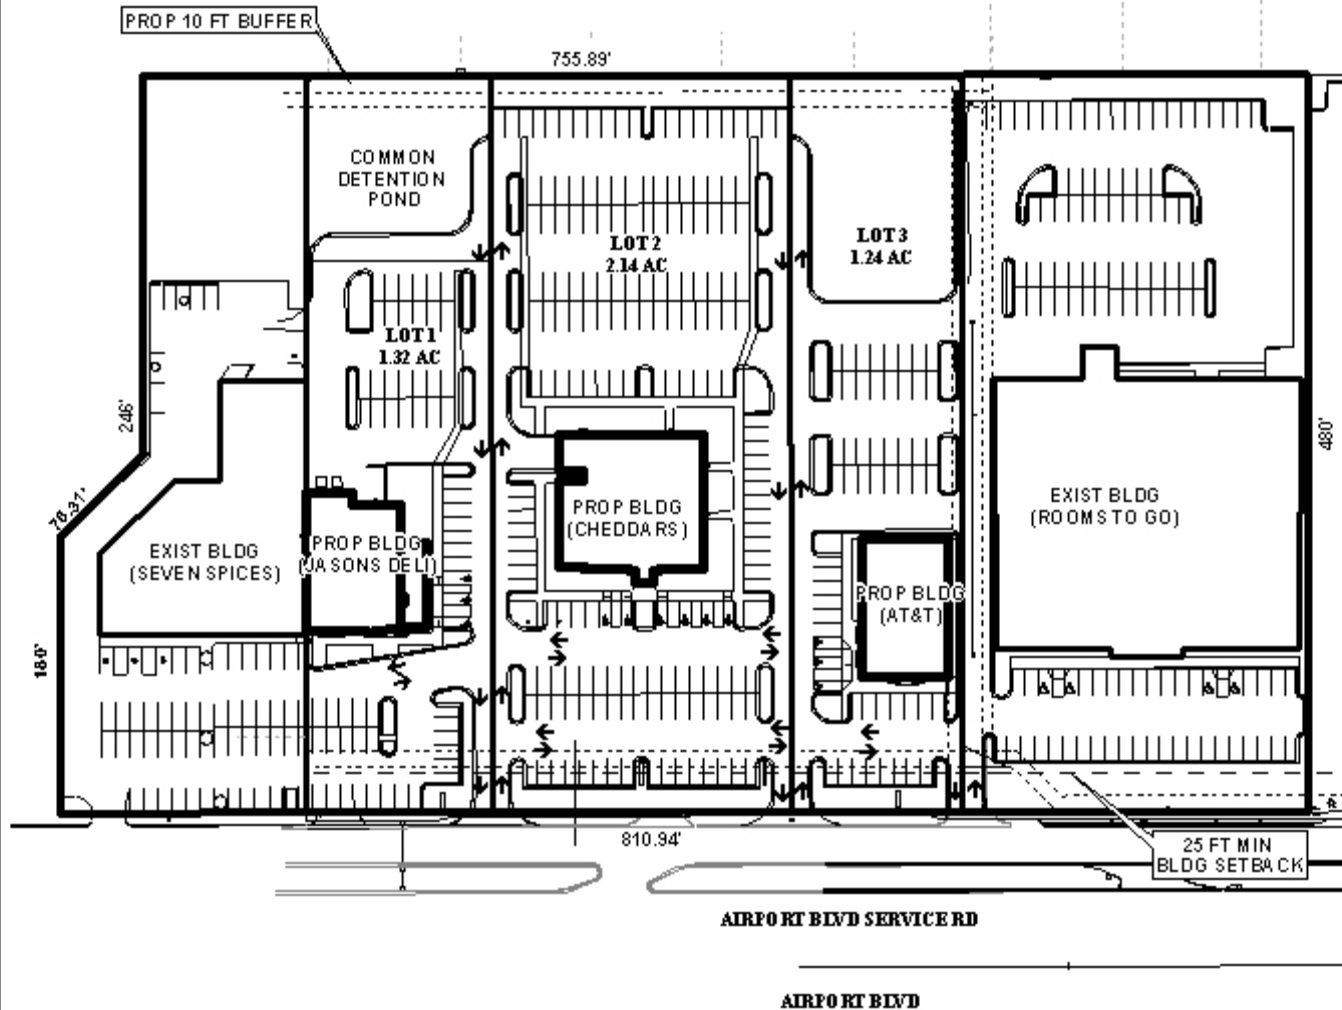 PROP 10 FT BUFFER
755.89'
COMMON
DETENTION
POND
LOT 2
2.14 AC
LOT 3
1.24 AC
LOT 1
1.32 AC
246'
480'
76.37'
EXIST BLDG
(SEVEN SPICES)
PROP BLDG
(JASONS DELI)
PROP BLDG
(CHEDDARS)
PROP BLDG
(AT&T)
EXIST BLDG
(ROOMS TO GO)
180'
810.94'
25 FT MIN
BLDG SETBACK
AIRPORT BLVD SERVICE RD
AIRPORT BLVD